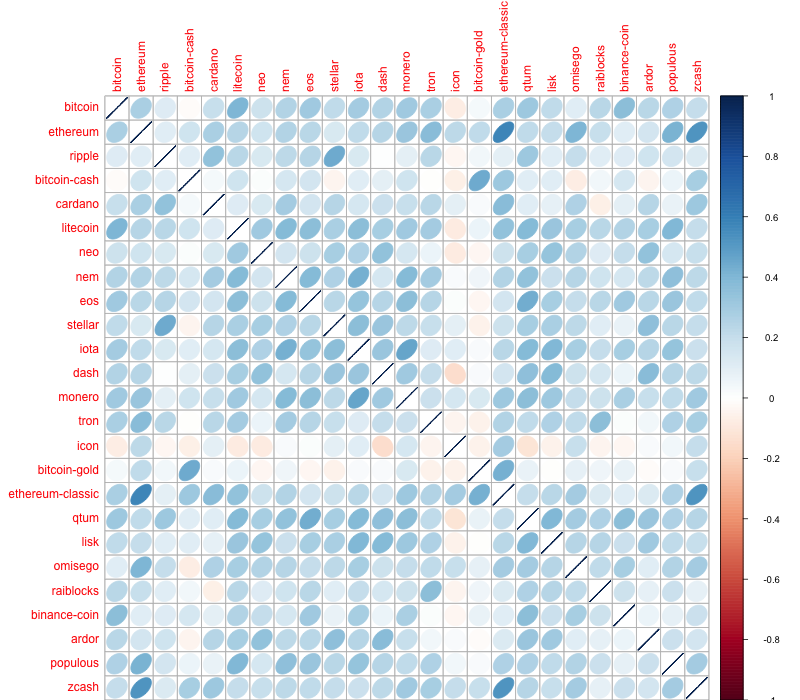 bitcoin
ethereum
ripple
bitcoin-cash
cardano
litecoin
neo
nem
eos
stellar
iota
dash
monero
tron
icon
bitcoin-gold
ethereum-classic
qtum
lisk
omisego
raiblocks
binance-coin
ardor
populous
zcash
bitcoin
ethereum
ripple
bitcoin-cash
cardano
litecoin
neo
nem
eos
stellar
iota
dash
monero
tron
icon
bitcoin-gold
ethereum-classic
qtum
lisk
omisego
raiblocks
binance-coin
ardor
populous
zcash
1
0.8
0.6
0.4
0.2
0
-0.2
-0.4
-0.6
-0.8